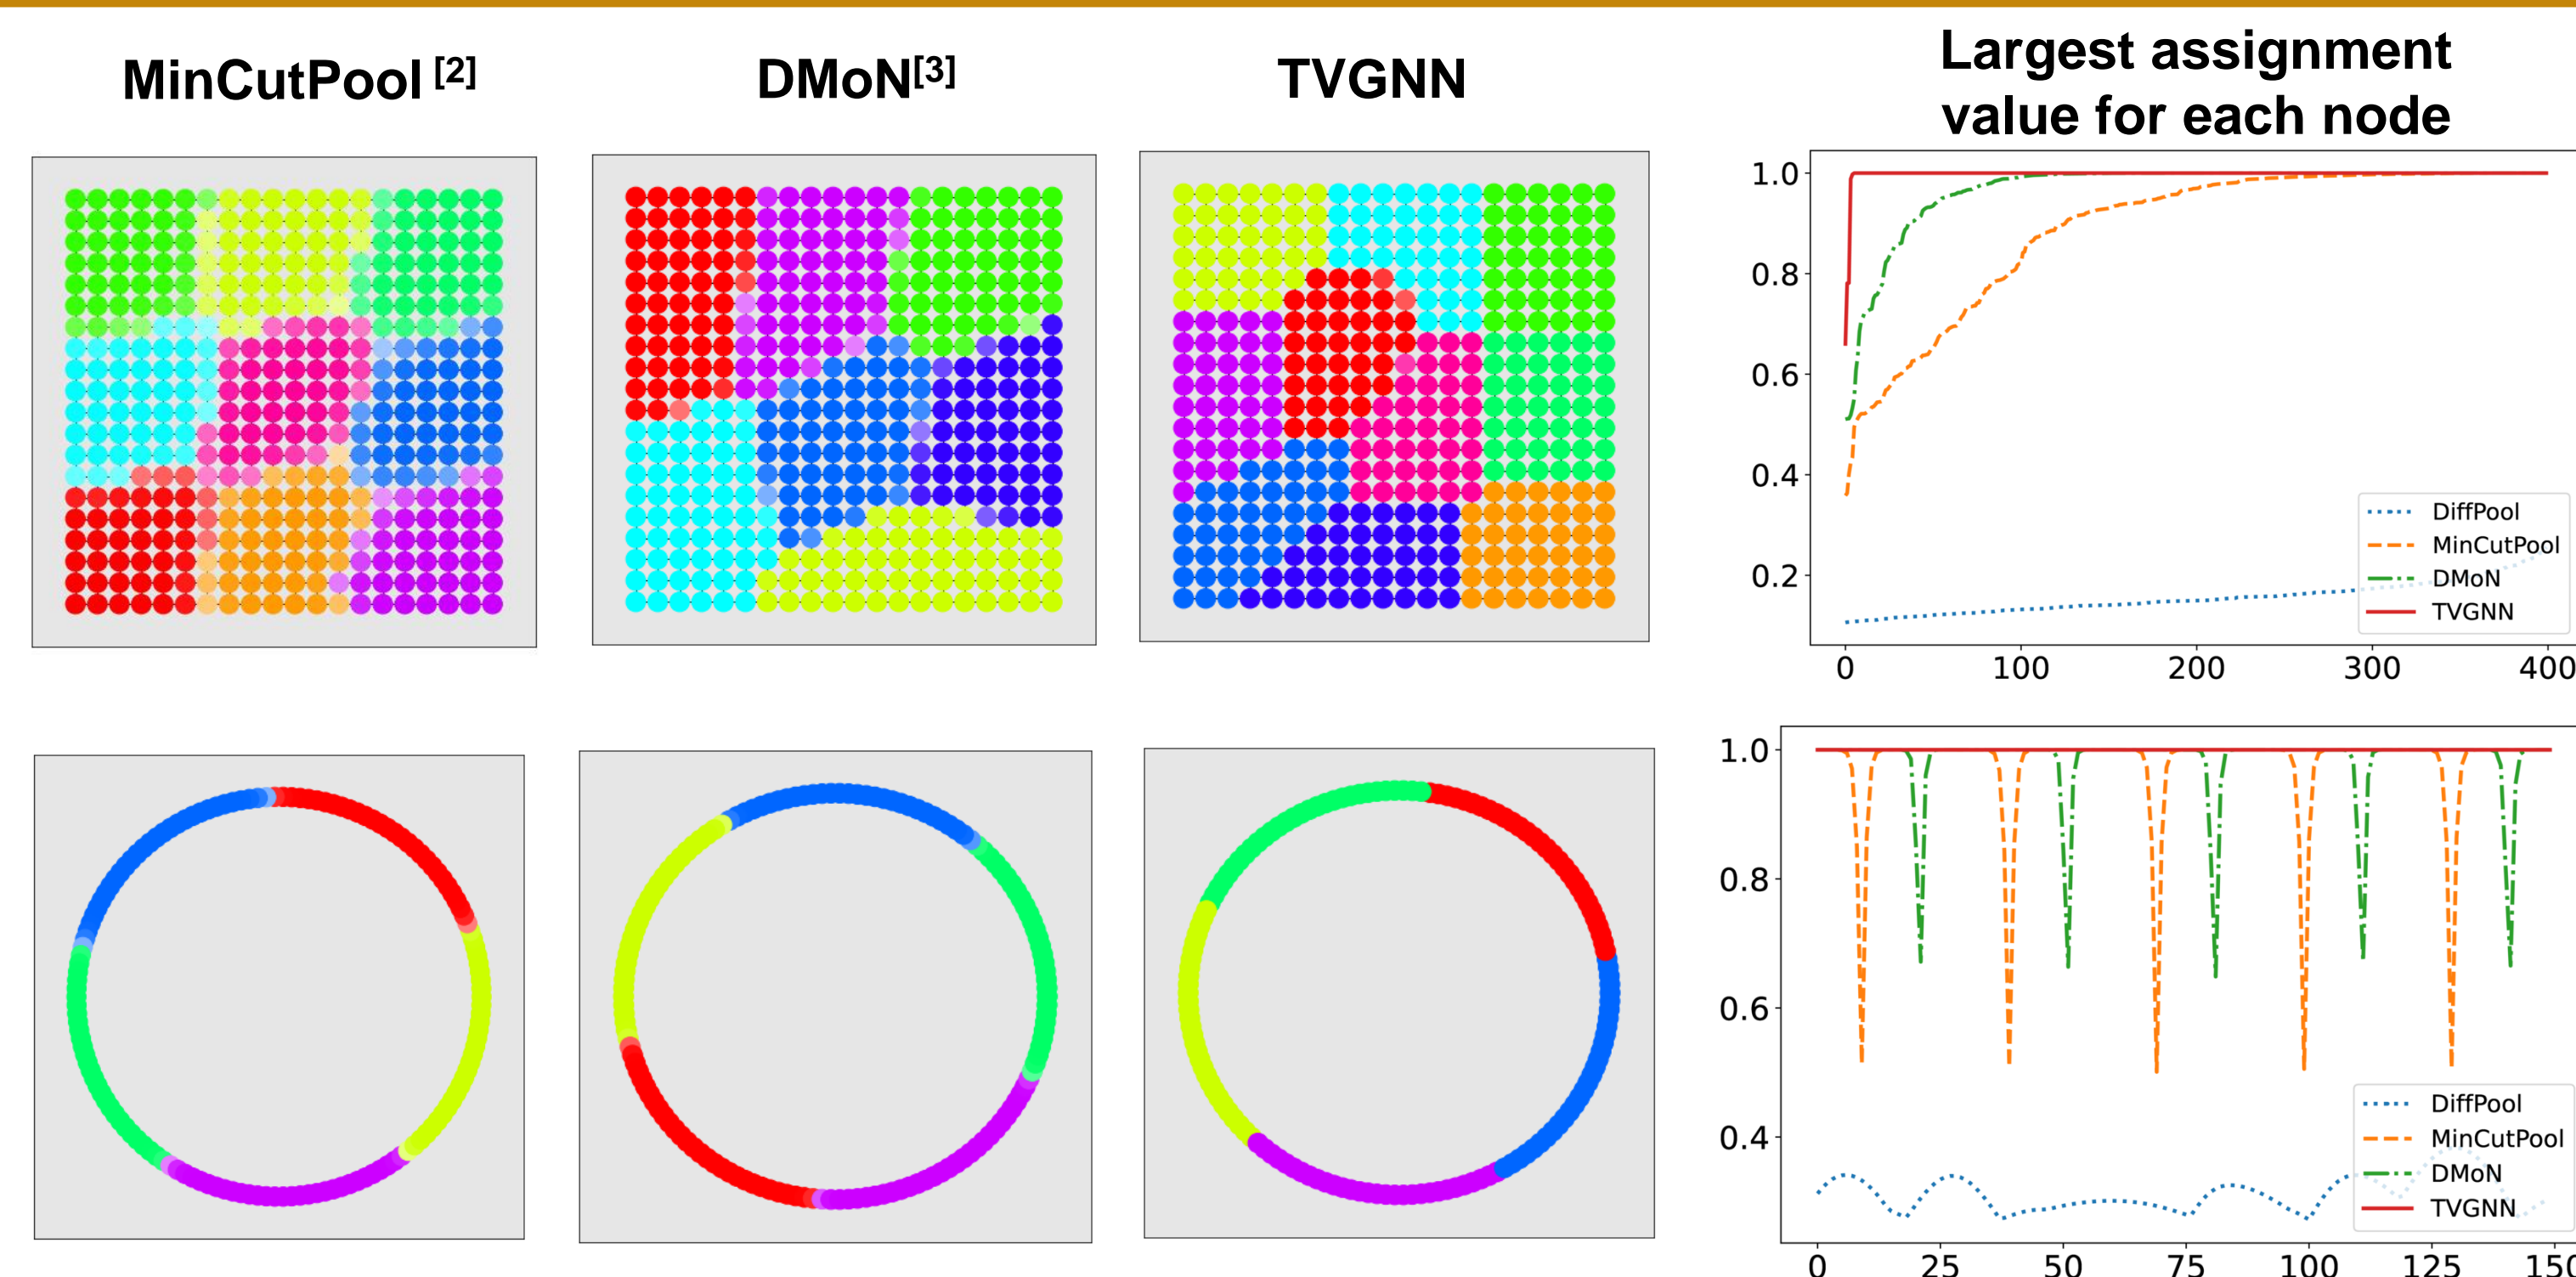 MinCutPool [2]
DMoN[3]
TVGNN
Largest assignment
value for each node
1.0
0.8
0.6
0.4
0.2
DiffPool
MinCutPool
DMoN
TVGNN
0 100 200 300 400
1.0
0.8
0.6
0.4
DiffPool
MinCutPool
DMoN
TVGNN
0 25 50 75 100 125 150